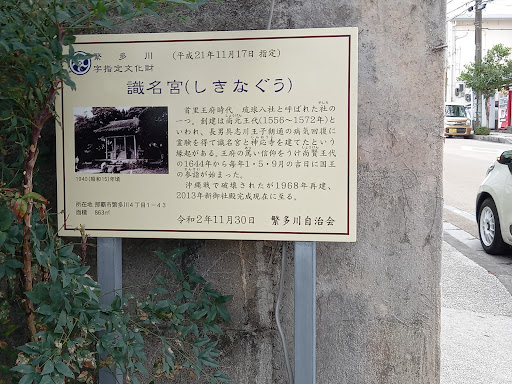 繁多川
字指定文化財
(平成21年11月17日 指定)
識名宮(しきなぐう)
首里王府時代 琉球八社と呼ばれた社の
一つ。創建は尚元王代(1556~1572年)と
いわれ、長男具志川王子朝通の病気回復に
霊験を得て識名宮と神応寺を建てたという
縁起がある。王府の篤い信仰をうけ尚賢王代
の1644年から毎年1・5・9月の吉日に国王
の参詣が始まった。
沖縄戦で破壊されたが1968年再建、
2013年新御社殿完成現在に至る。
1940(昭和15)年頃
所在地:那覇市繁多川4丁目1-43
面積 863㎡
令和2年11月30日 繁多川自治会